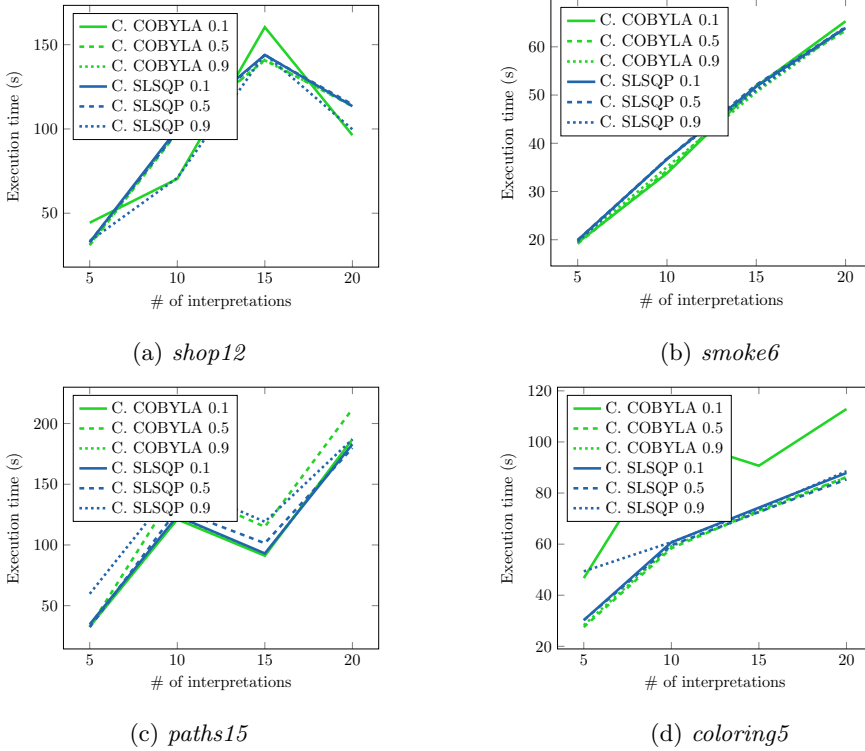 C. COBYLA 0.1
C. COBYLA 0.5
C. COBYLA 0.9
C. SLSQP 0.1
C. SLSQP 0.5
C. SLSQP 0.9
150
100
50
5
10
15
20
Execution time (s)
# of interpretations
(a) shop12
C. COBYLA 0.1
C. COBYLA 0.5
C. COBYLA 0.9
C. SLSQP 0.1
C. SLSQP 0.5
C. SLSQP 0.9
60
50
40
30
20
5
10
15
20
Execution time (s)
# of interpretations
(b) smoke6
C. COBYLA 0.1
C. COBYLA 0.5
C. COBYLA 0.9
C. SLSQP 0.1
C. SLSQP 0.5
C. SLSQP 0.9
200
150
100
50
5
10
15
20
Execution time (s)
# of interpretations
(c) paths15
C. COBYLA 0.1
C. COBYLA 0.5
C. COBYLA 0.9
C. SLSQP 0.1
C. SLSQP 0.5
C. SLSQP 0.9
120
100
80
60
40
20
5
10
15
20
Execution time (s)
# of interpretations
(d) coloring5